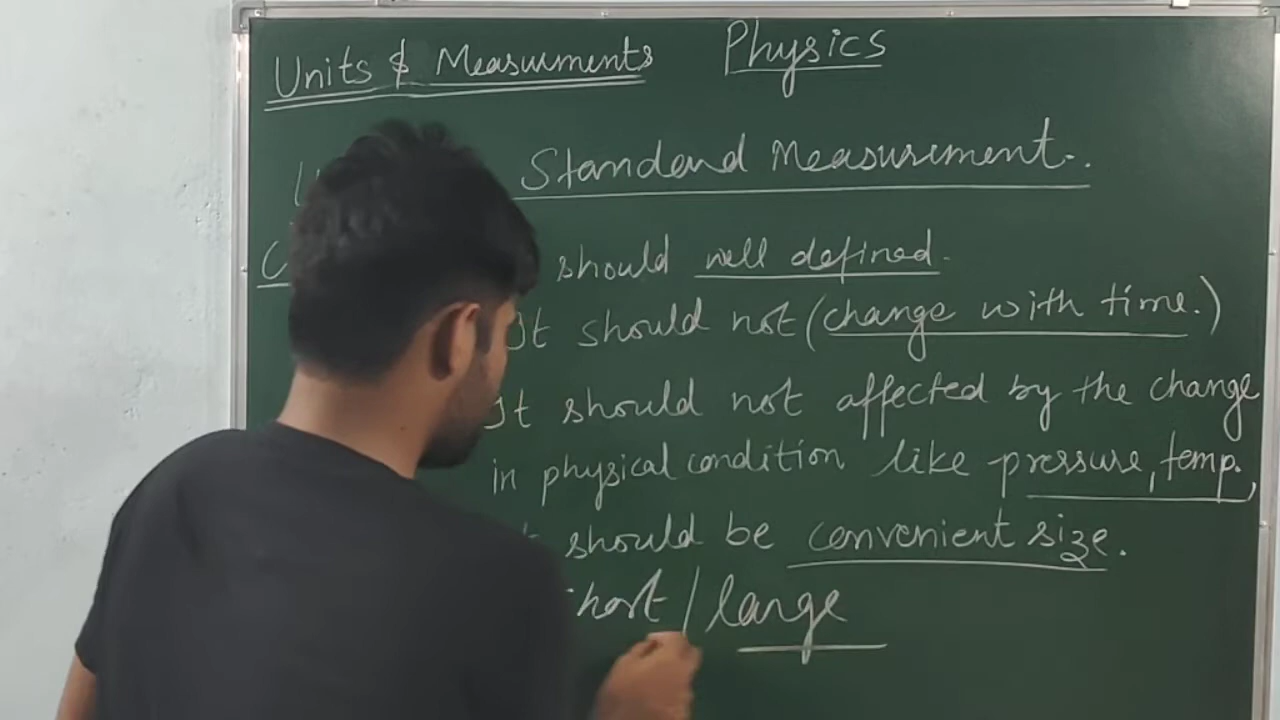 Units & Measurments Physics
Standard Measurement..
should well defined.
It should not (change with time.)
It should not affected by the change
in physical condition like pressure, temp.,
should be convenient size.
short / large